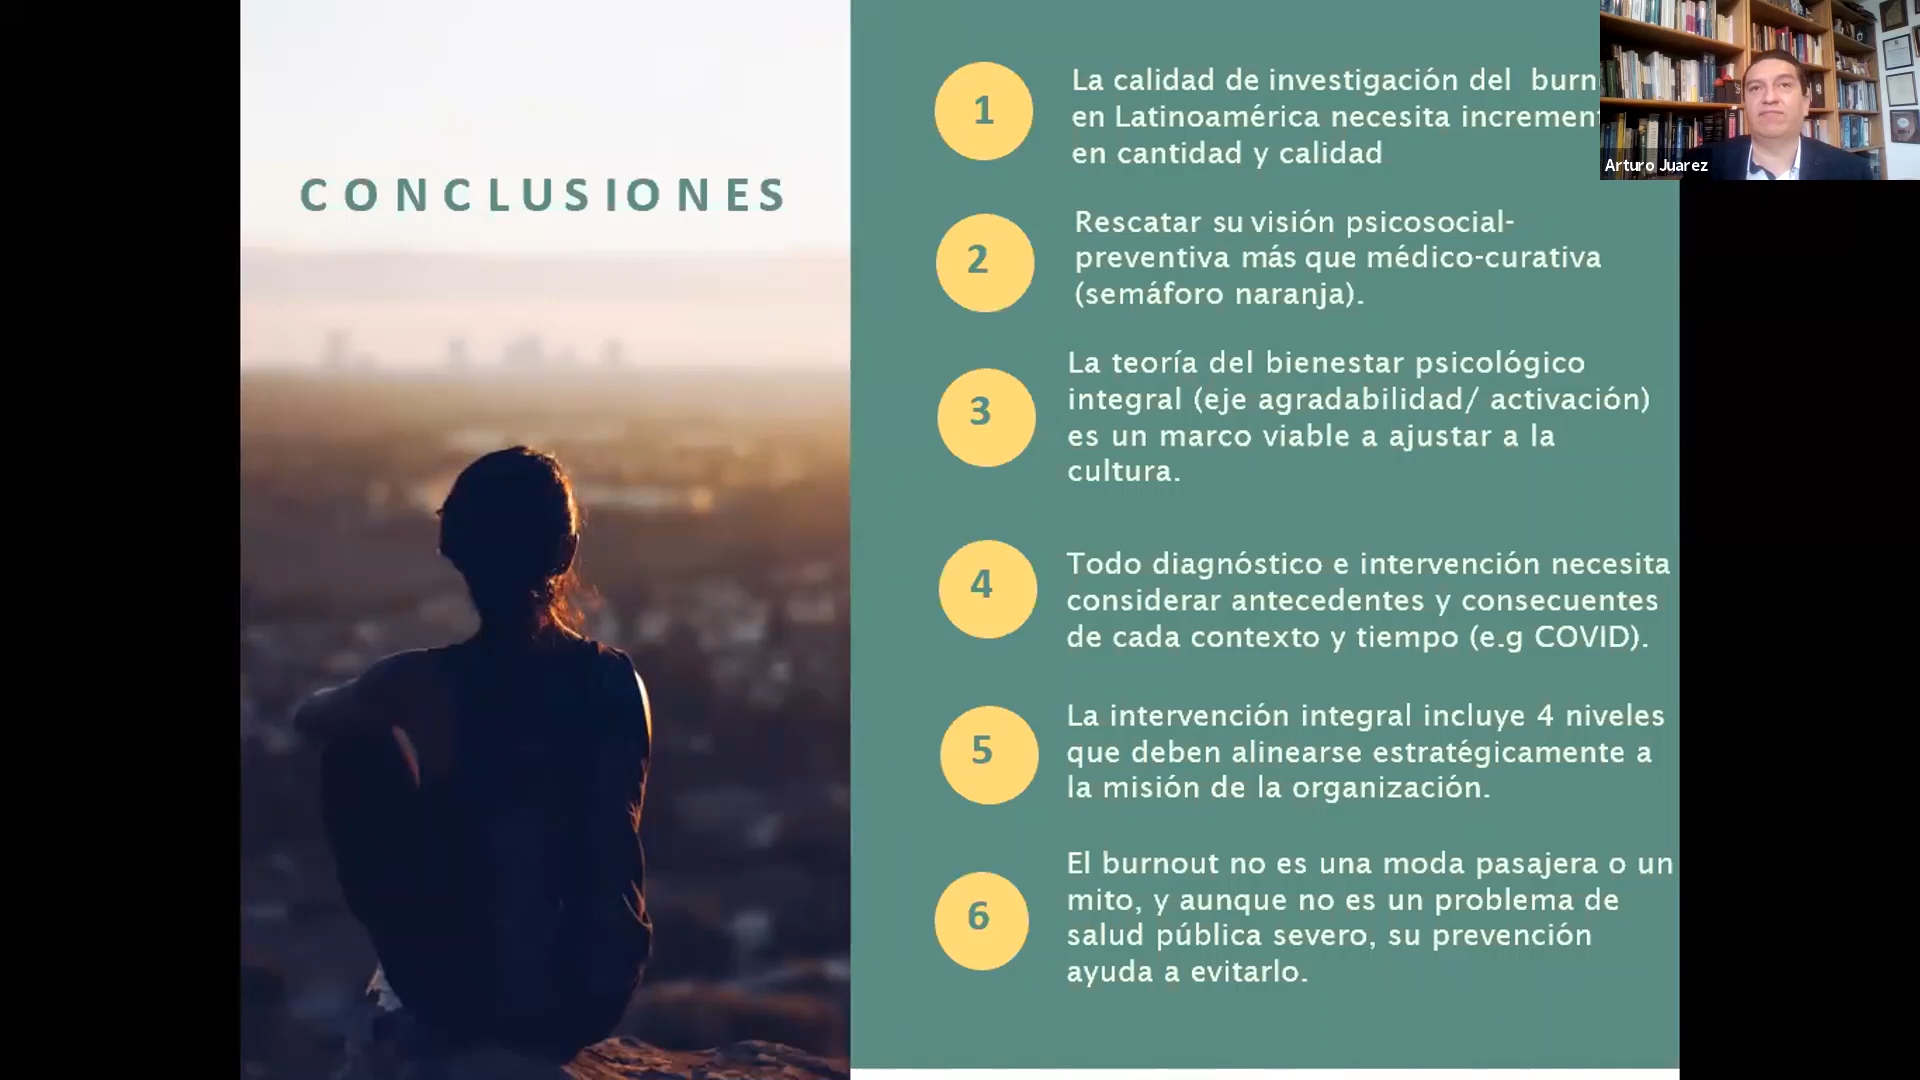 CONCLUSIONES
1
La calidad de investigación del burn
en Latinoamérica necesita increment
en cantidad y calidad
2
Rescatar su visión psicosocial-
preventiva más que médico-curativa
(semáforo naranja).
3
La teoría del bienestar psicológico
integral (eje agradabilidad/ activación)
es un marco viable a ajustar a la
cultura.
4
Todo diagnóstico e intervención necesita
considerar antecedentes y consecuentes
de cada contexto y tiempo (e.g COVID).
5
La intervención integral incluye 4 niveles
que deben alinearse estratégicamente a
la misión de la organización.
6
El burnout no es una moda pasajera o un
mito, y aunque no es un problema de
salud pública severo, su prevención
ayuda a evitarlo.
Arturo Juarez